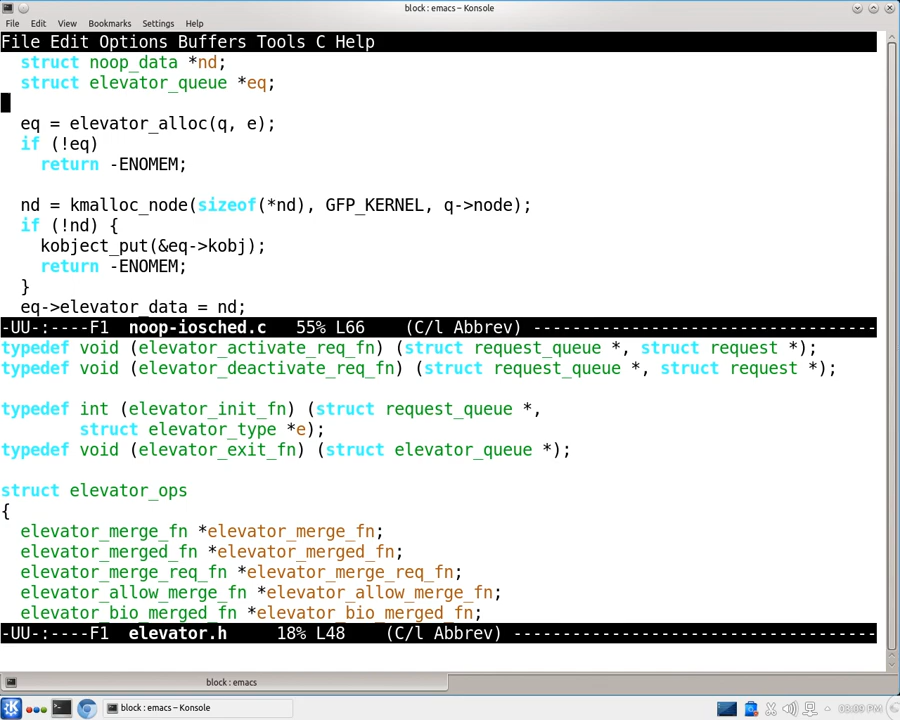 block : emacs – Konsole
File Edit View Bookmarks Settings Help
File Edit Options Buffers Tools C Help
struct noop_data *nd;
struct elevator_queue *eq;
eq = elevator_alloc(q, e);
if (!eq)
return -ENOMEM;
nd = kmalloc_node(sizeof(*nd), GFP_KERNEL, q->node);
if (!nd) {
kobject_put(&eq->kobj);
return -ENOMEM;
}
eq->elevator_data = nd;
-UU-:----F1 noop-iosched.c 55% L66 (C/l Abbrev) -----------------------------------
typedef void (elevator_activate_req_fn) (struct request_queue *, struct request *);
typedef void (elevator_deactivate_req_fn) (struct request_queue *, struct request *);
typedef int (elevator_init_fn) (struct request_queue *,
struct elevator_type *e);
typedef void (elevator_exit_fn) (struct elevator_queue *);
struct elevator_ops
{
elevator_merge_fn *elevator_merge_fn;
elevator_merged_fn *elevator_merged_fn;
elevator_merge_req_fn *elevator_merge_req_fn;
elevator_allow_merge_fn *elevator_allow_merge_fn;
elevator_bio_merged_fn *elevator_bio_merged_fn;
-UU-:----F1 elevator.h 18% L48 (C/l Abbrev) -------------------------------------
block : emacs
block : emacs – Konsole
03:09 PM